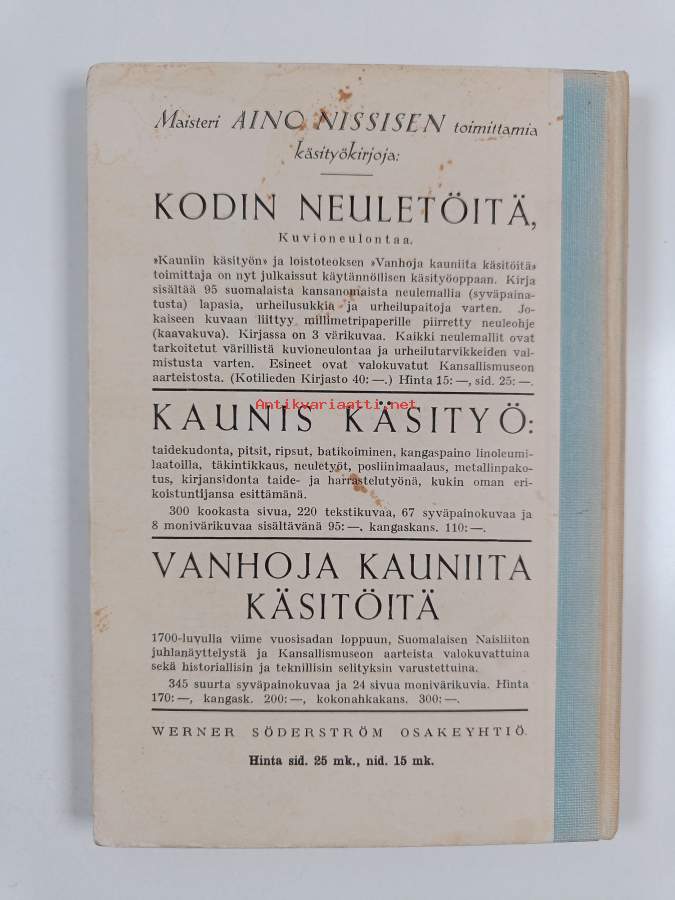 Maisteri AINO NISSISEN toimittamia
käsityökirjoja:
KODIN NEULETÖITÄ,
Kuvioneulontaa.
»Kauniin käsityön» ja loistoteoksen »Vanhoja kauniita käsitöitä»
toimittaja on nyt julkaissut käytännöllisen käsityöoppaan. Kirja
sisältää 95 suomalaista kansanomaista neulemallia (syväpaina-
tusta) lapasia, urheilusukkia ja urheilupaitoja varten. Jo-
kaiseen kuvaan liittyy millimetripaperille piirretty neuleohje
(kaavakuva). Kirjassa on 3 värikuvaa. Kaikki neulemallit ovat
tarkoitetut värillistä kuvioneulontaa ja urheilutarvikkeiden val-
mistusta varten. Esineet ovat valokuvatut Kansallismuseon
aarteistosta. (Kotilieden Kirjasto 40: —.) Hinta 15: —, sid. 25: —.
Antikvariaatti.net
KAUNIS KÄSITYÖ:
taidekudonta, pitsit, ripsut, batikoiminen, kangaspaino linoleumi-
laatoilla, täkintikkaus, neuletyöt, posliinimaalaus, metallinpako-
tus, kirjansidonta taide- ja harrastelutyönä, kukin oman eri-
koistuntijansa esittämänä.
300 kookasta sivua, 220 tekstikuvaa, 67 syväpainokuvaa ja
8 monivärikuvaa sisältävänä 95: —. kangaskans. 110: —.
VANHOJA KAUNIITA
KÄSITÖITÄ
1700-luvulla viime vuosisadan loppuun, Suomalaisen Naisliiton
juhlanäyttelystä ja Kansallismuseon aarteista valokuvattuina
sekä historiallisin ja teknillisin selityksin varustettuina.
345 suurta syväpainokuvaa ja 24 sivua monivärikuvia. Hinta
170: —, kangask. 200: —, kokonahkakans. 300: —.
WERNER SÖDERSTRÖM OSAKEYHTIÖ.
Hinta sid. 25 mk., nid. 15 mk.